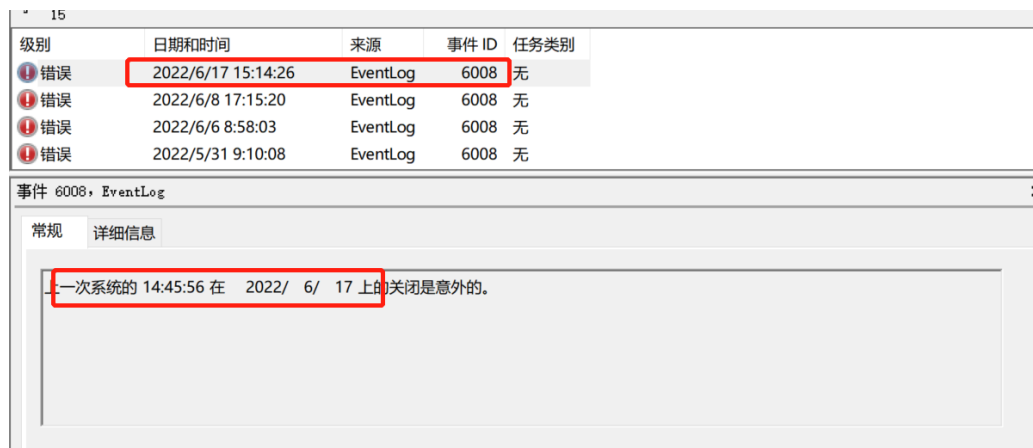 15
级别 日期和时间 来源 事件 ID 任务类别
错误 2022/6/17 15:14:26 EventLog 6008 无
错误 2022/6/8 17:15:20 EventLog 6008 无
错误 2022/6/6 8:58:03 EventLog 6008 无
错误 2022/5/31 9:10:08 EventLog 6008 无
事件 6008，EventLog
常规 详细信息
上一次系统的 14:45:56 在 2022/ 6/ 17 上的关闭是意外的。